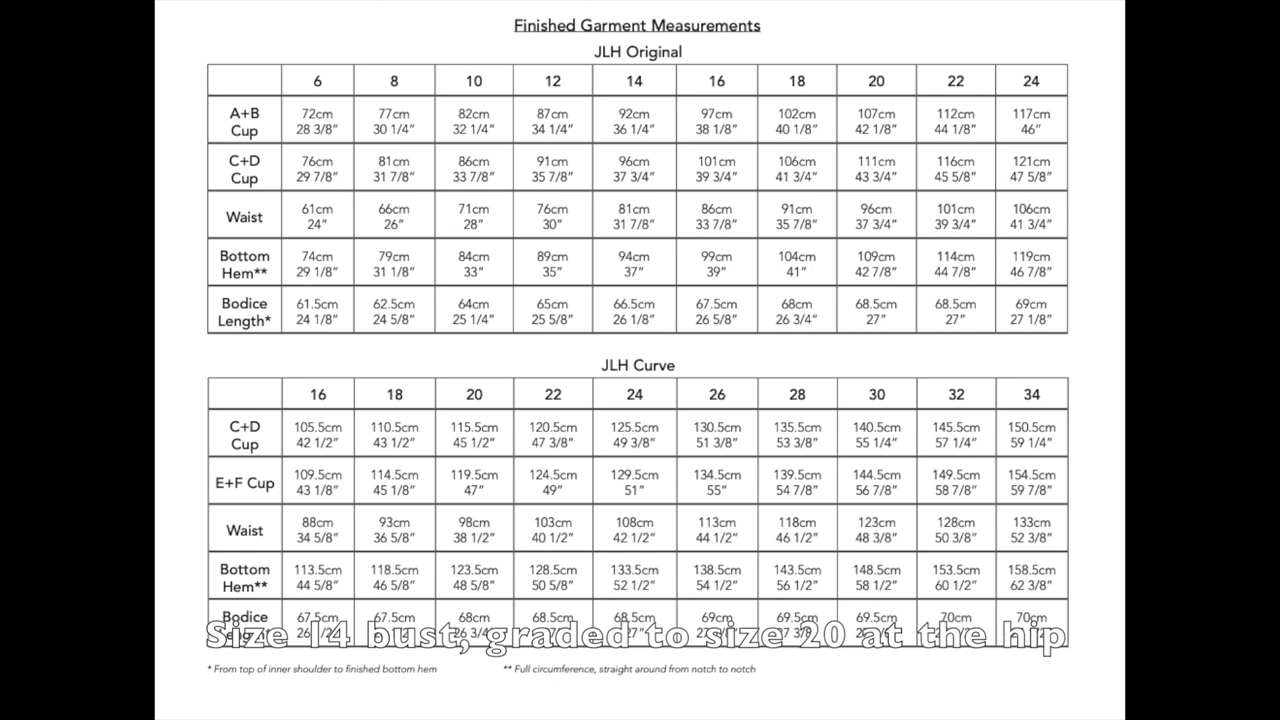 Finished Garment Measurements
JLH Original
6 8 10 12 14 16 18 20 22 24
A+B Cup 72cm 28 3/8" 77cm 30 1/4" 82cm 32 1/4" 87cm 34 1/4" 92cm 36 1/4" 97cm 38 1/8" 102cm 40 1/8" 107cm 42 1/8" 112cm 44 1/8" 117cm 46"
C+D Cup 76cm 29 7/8" 81cm 31 7/8" 86cm 33 7/8" 91cm 35 7/8" 96cm 37 3/4" 101cm 39 3/4" 106cm 41 3/4" 111cm 43 3/4" 116cm 45 5/8" 121cm 47 5/8"
Waist 61cm 24" 66cm 26" 71cm 28" 76cm 30" 81cm 31 7/8" 86cm 33 7/8" 91cm 35 7/8" 96cm 37 3/4" 101cm 39 3/4" 106cm 41 3/4"
Bottom Hem** 74cm 29 1/8" 79cm 31 1/8" 84cm 33" 89cm 35" 94cm 37" 99cm 39" 104cm 41" 109cm 42 7/8" 114cm 44 7/8" 119cm 46 7/8"
Bodice Length* 61.5cm 24 1/8" 62.5cm 24 5/8" 64cm 25 1/4" 65cm 25 5/8" 66.5cm 26 1/8" 67.5cm 26 5/8" 68cm 26 3/4" 68.5cm 27" 68.5cm 27" 69cm 27 1/8"
JLH Curve
16 18 20 22 24 26 28 30 32 34
C+D Cup 105.5cm 42 1/2" 110.5cm 43 1/2" 115.5cm 45 1/2" 120.5cm 47 3/8" 125.5cm 49 3/8" 130.5cm 51 3/8" 135.5cm 53 3/8" 140.5cm 55 1/4" 145.5cm 57 1/4" 150.5cm 59 1/4"
E+F Cup 109.5cm 43 1/8" 114.5cm 45 1/8" 119.5cm 47" 124.5cm 49" 129.5cm 51" 134.5cm 55" 139.5cm 54 7/8" 144.5cm 56 7/8" 149.5cm 58 7/8" 154.5cm 59 7/8"
Waist 88cm 34 5/8" 93cm 36 5/8" 98cm 38 1/2" 103cm 40 1/2" 108cm 42 1/2" 113cm 44 1/2" 118cm 46 1/2" 123cm 48 3/8" 128cm 50 3/8" 133cm 52 3/8"
Bottom Hem** 113.5cm 44 5/8" 118.5cm 46 5/8" 123.5cm 48 5/8" 128.5cm 50 5/8" 133.5cm 52 1/2" 138.5cm 54 1/2" 143.5cm 56 1/2" 148.5cm 58 1/2" 153.5cm 60 1/2" 158.5cm 62 3/8"
Bodice 67.5cm 67.5cm 68cm 68.5cm 68.5cm 69cm 69.5cm 69.5cm 70cm 70cm
Size 14 bust, graded to size 20 at the hip
* From top of inner shoulder to finished bottom hem
** Full circumference, straight around from notch to notch